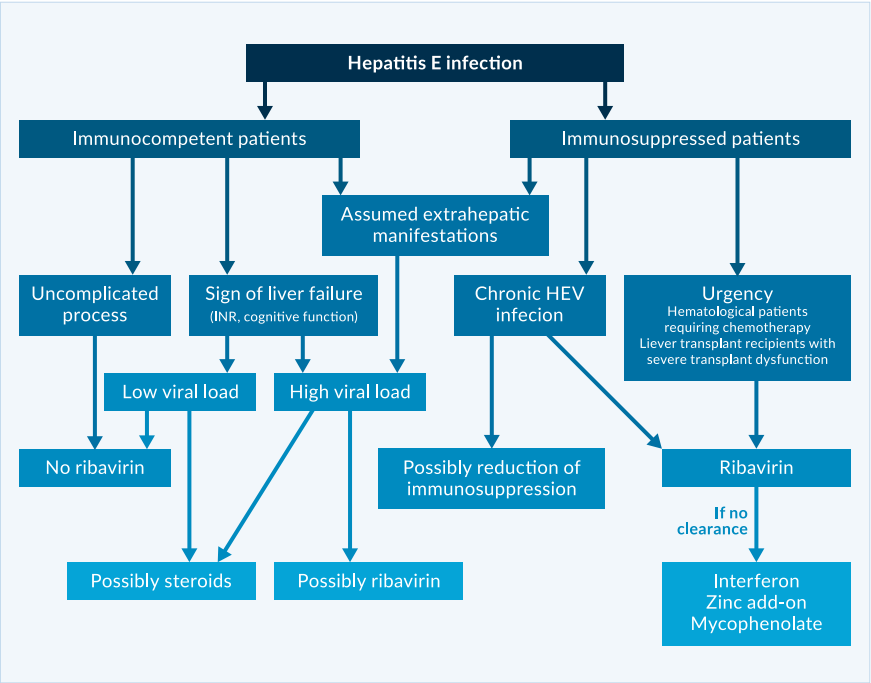 Hepatitis E infection
Immunocompetent patients
Immunosuppressed patients
Assumed extrahepatic
manifestations
Uncomplicated
process
Sign of liver failure
(INR, cognitive function)
Chronic HEV
infecion
Urgency
Hematological patients
requiring chemotherapy
Liever transplant recipients with
severe transplant dysfunction
Low viral load
High viral load
No ribavirin
Possibly reduction of
immunosuppression
Ribavirin
If no
clearance
Possibly steroids
Possibly ribavirin
Interferon
Zinc add-on
Mycophenolate